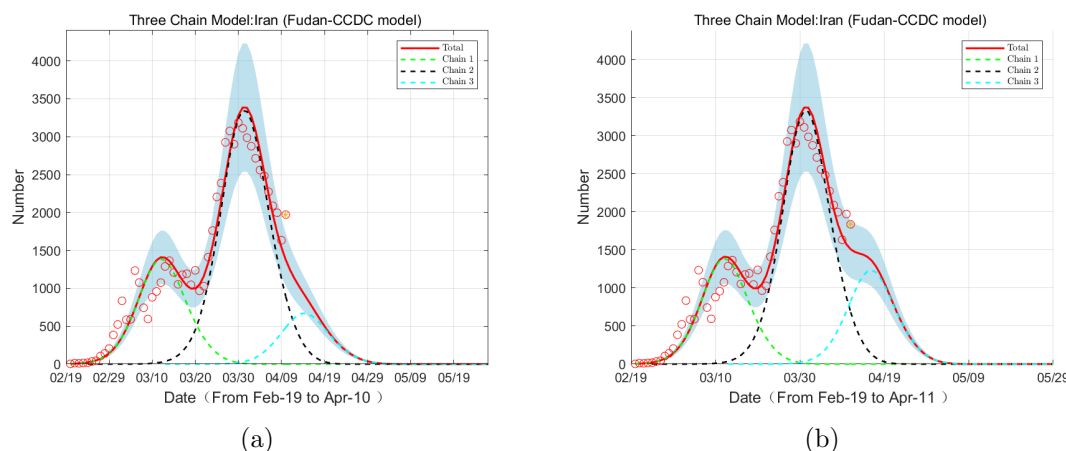 Three Chain Model:Iran (Fudan-CCDC model)
Total
Chain 1
Chain 2
Chain 3
4000
3500
3000
2500
2000
1500
1000
500
0
Number
02/19 02/29 03/10 03/20 03/30 04/09 04/19 04/29 05/09 05/19
Date（From Feb-19 to Apr-10 ）
(a)
Three Chain Model:Iran (Fudan-CCDC model)
Total
Chain 1
Chain 2
Chain 3
4000
3500
3000
2500
2000
1500
1000
500
0
Number
02/19 03/10 03/30 04/19 05/09 05/29
Date（From Feb-19 to Apr-11 ）
(b)